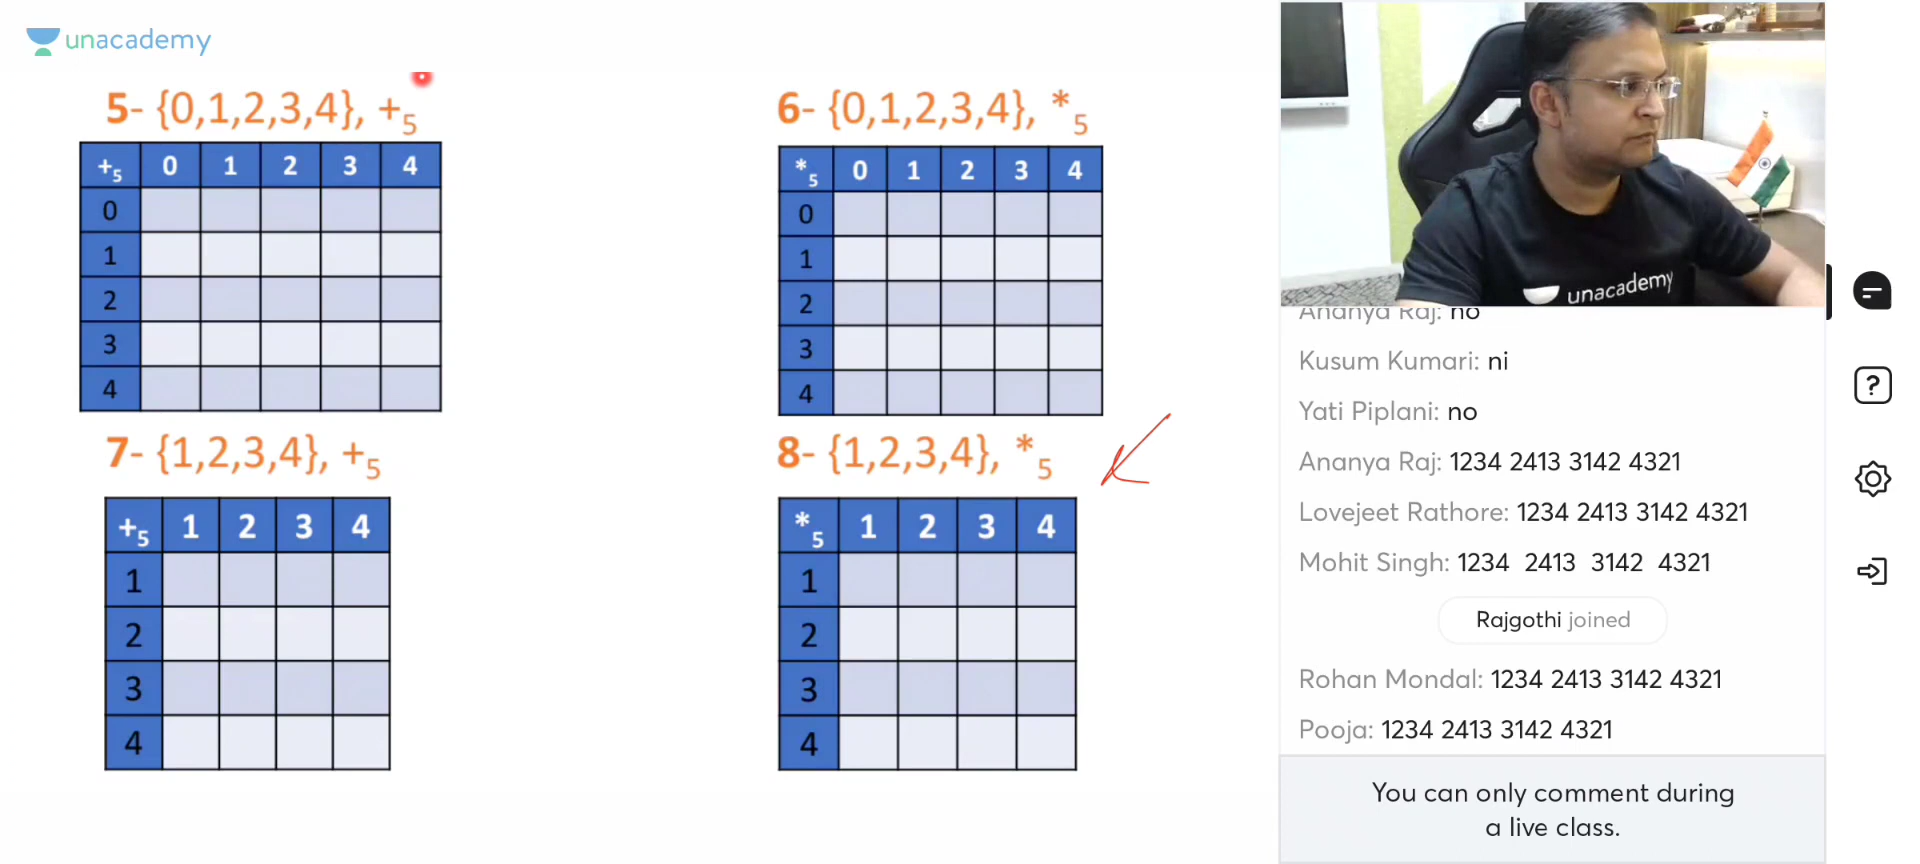 unacademy
5- {0,1,2,3,4}, +5
+5 0 1 2 3 4
0
1
2
3
4
6- {0,1,2,3,4}, *5
*5 0 1 2 3 4
0
1
2
3
4
7- {1,2,3,4}, +5
+5 1 2 3 4
1
2
3
4
8- {1,2,3,4}, *5
*5 1 2 3 4
1
2
3
4
unacademy
Ananya Raj: no
Kusum Kumari: ni
Yati Piplani: no
Ananya Raj: 1234 2413 3142 4321
Lovejeet Rathore: 1234 2413 3142 4321
Mohit Singh: 1234 2413 3142 4321
Rajgothi joined
Rohan Mondal: 1234 2413 3142 4321
Pooja: 1234 2413 3142 4321
You can only comment during
a live class.
?